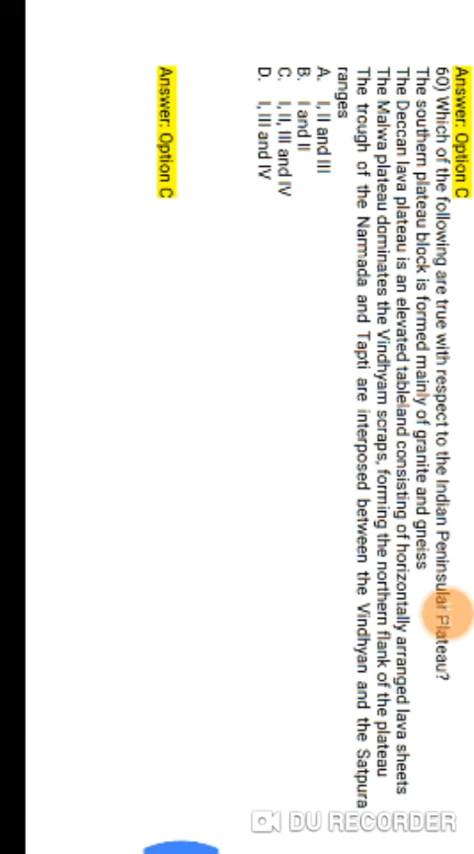 Answer: Option C
60) Which of the following are true with respect to the Indian Peninsular Plateau?
The southern plateau block is formed mainly of granite and gneiss
The Deccan lava plateau is an elevated tableland consisting of horizontally arranged lava sheets
The Malwa plateau dominates the Vindhyam scraps, forming the northern flank of the plateau
The trough of the Narmada and Tapti are interposed between the Vindhyan and the Satpura
ranges
A. I, II and III
B. I and II
C. I, II, III and IV
D. I, III and IV
Answer: Option C
DU RECORDER